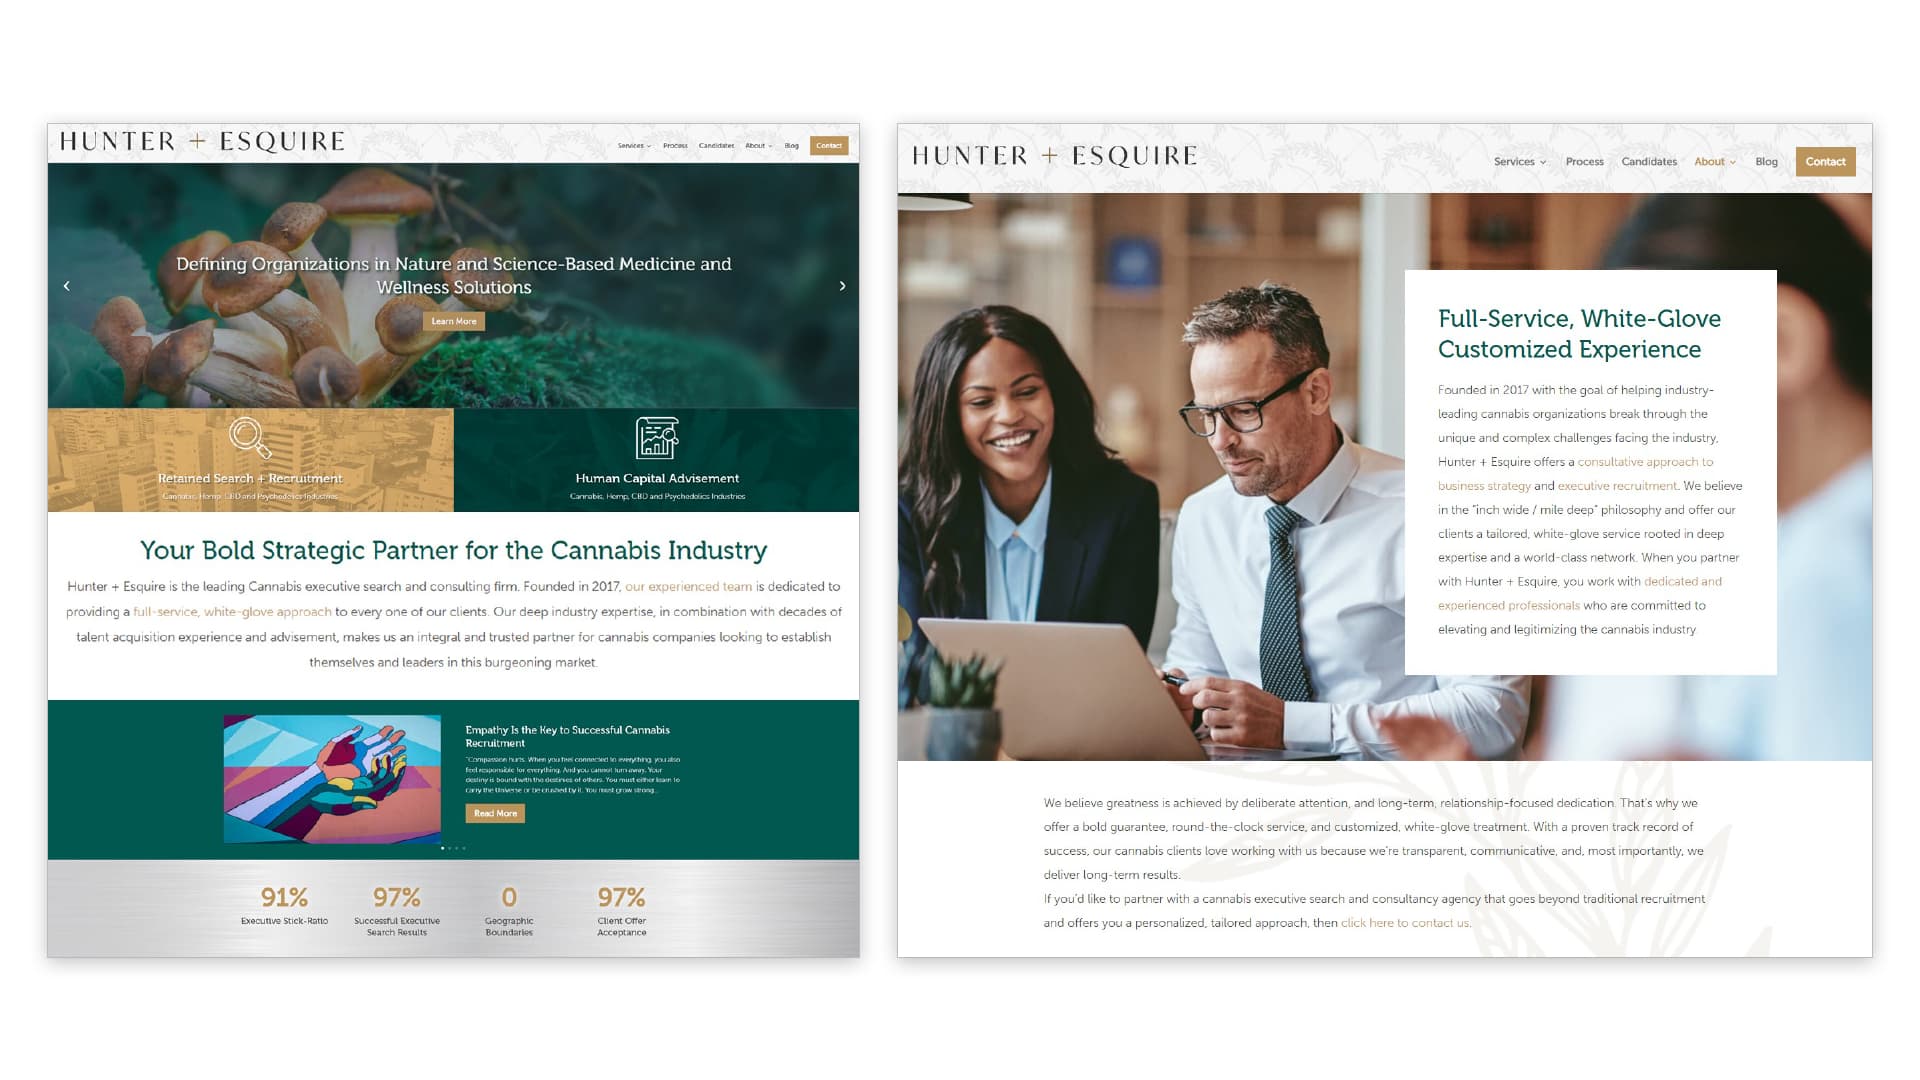 HUNTER + ESQUIRE
Services
Process
Candidates
About
Blog
Contact
Defining Organizations in Nature and Science-Based Medicine and
Wellness Solutions
Learn More
Retained Search + Recruitment
Cannabis, Hemp, CBD and Psychedelics Industries
Human Capital Advisement
Cannabis, Hemp, CBD and Psychedelics Industries
Your Bold Strategic Partner for the Cannabis Industry
Hunter + Esquire is the leading Cannabis executive search and consulting firm. Founded in 2017, our experienced team is dedicated to
providing a full-service, white-glove approach to every one of our clients. Our deep industry expertise, in combination with decades of
talent acquisition experience and advisement, makes us an integral and trusted partner for cannabis companies looking to establish
themselves and leaders in this burgeoning market.
Empathy Is the Key to Successful Cannabis
Recruitment
"Compassion hurts. When you feel connected to everything, you also
feel responsible for everything. And you cannot turn away. Your
destiny is bound with the destinies of others. You must either learn to
carry the Universe or be crushed by it. You must grow strong...
Read More
91%
Executive Stick-Ratio
97%
Successful Executive
Search Results
0
Geographic
Boundaries
97%
Client Offer
Acceptance
HUNTER + ESQUIRE
Services
Process
Candidates
About
Blog
Contact
Full-Service, White-Glove
Customized Experience
Founded in 2017 with the goal of helping industry-
leading cannabis organizations break through the
unique and complex challenges facing the industry,
Hunter + Esquire offers a consultative approach to
business strategy and executive recruitment. We believe
in the "inch wide / mile deep" philosophy and offer our
clients a tailored, white-glove service rooted in deep
expertise and a world-class network. When you partner
with Hunter + Esquire, you work with dedicated and
experienced professionals who are committed to
elevating and legitimizing the cannabis industry.
We believe greatness is achieved by deliberate attention, and long-term, relationship-focused dedication. That's why we
offer a bold guarantee, round-the-clock service, and customized, white-glove treatment. With a proven track record of
success, our cannabis clients love working with us because we're transparent, communicative, and, most importantly, we
deliver long-term results.
If you'd like to partner with a cannabis executive search and consultancy agency that goes beyond traditional recruitment
and offers you a personalized, tailored approach, then click here to contact us.